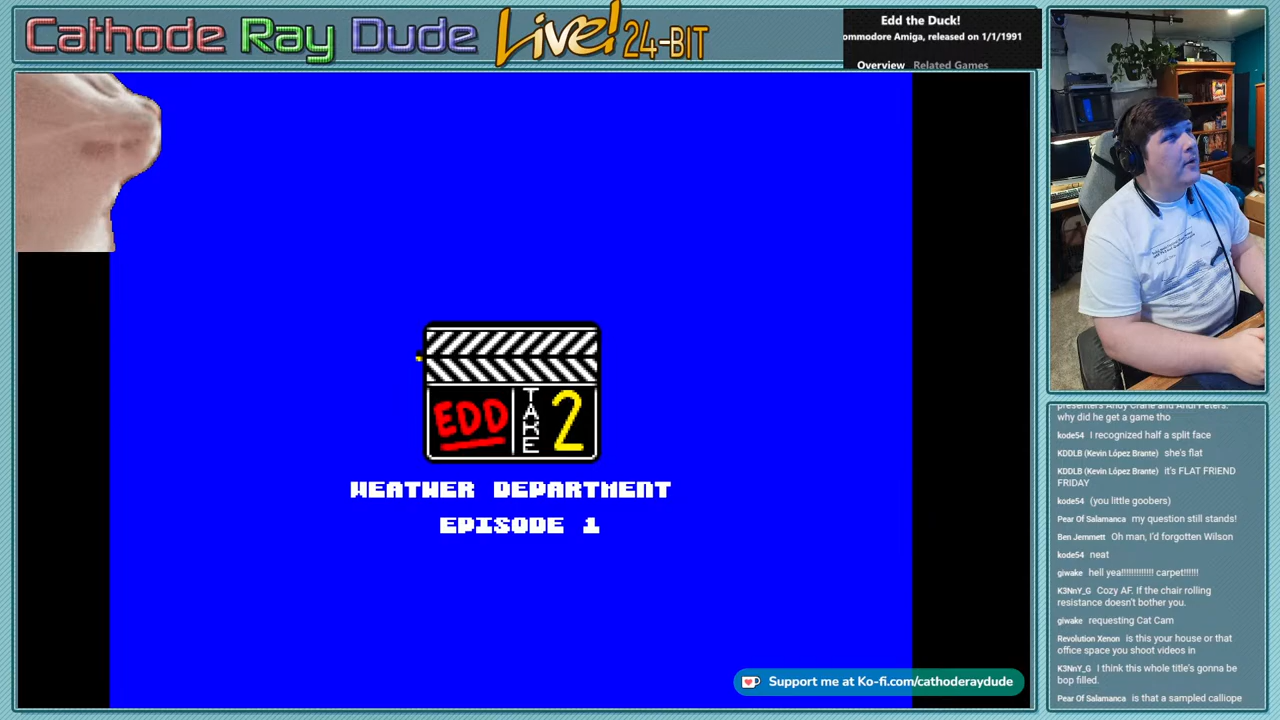 Cathode Ray Dude Live! 24-BIT
Edd the Duck!
ommodore Amiga, released on 1/1/1991
Overview Related Games
EDD
TAKE
2
WEATHER DEPARTMENT
EPISODE 1
Support me at Ko-fi.com/cathoderaydude
presenters Andy Crane and Andi Peters.
why did he get a game tho
kode54 I recognized half a split face
KDDLB (Kevin López Brante) she's flat
KDDLB (Kevin López Brante) it's FLAT FRIEND
FRIDAY
kode54 (you little goobers)
Pear Of Salamanca my question still stands!
Ben Jemmett Oh man, I'd forgotten Wilson
kode54 neat
giwake hell yea!!!!!!!!!!!!! carpet!!!!!!
K3NnY_G Cozy AF. If the chair rolling
resistance doesn't bother you.
giwake requesting Cat Cam
Revolution Xenon is this your house or that
office space you shoot videos in
K3NnY_G I think this whole title's gonna be
bop filled.
Pear Of Salamanca is that a sampled calliope